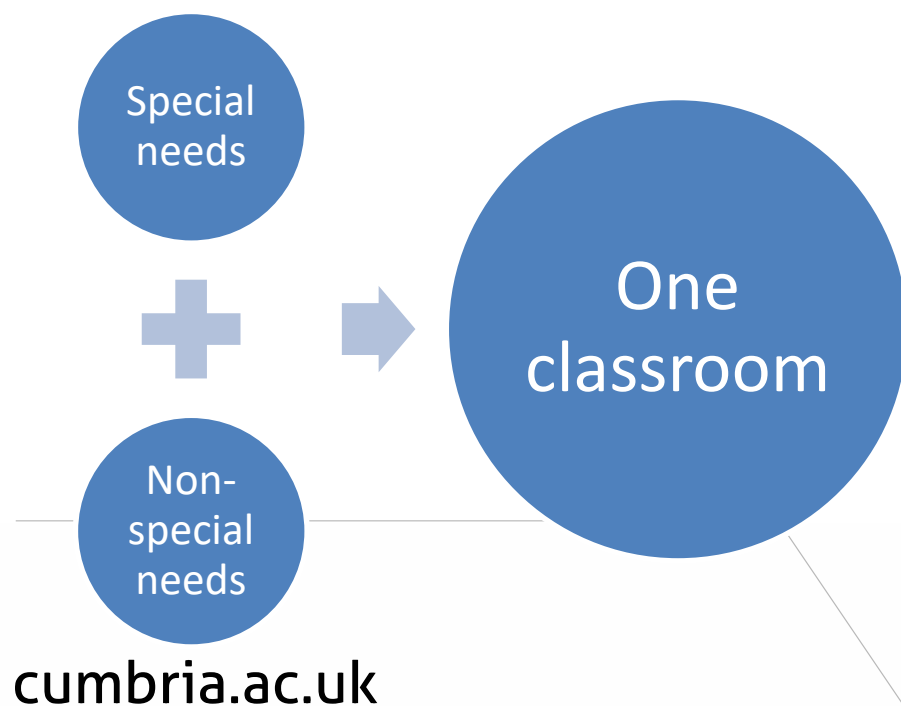 Special
needs
One
classroom
Non-
special
needs
cumbria.ac.uk